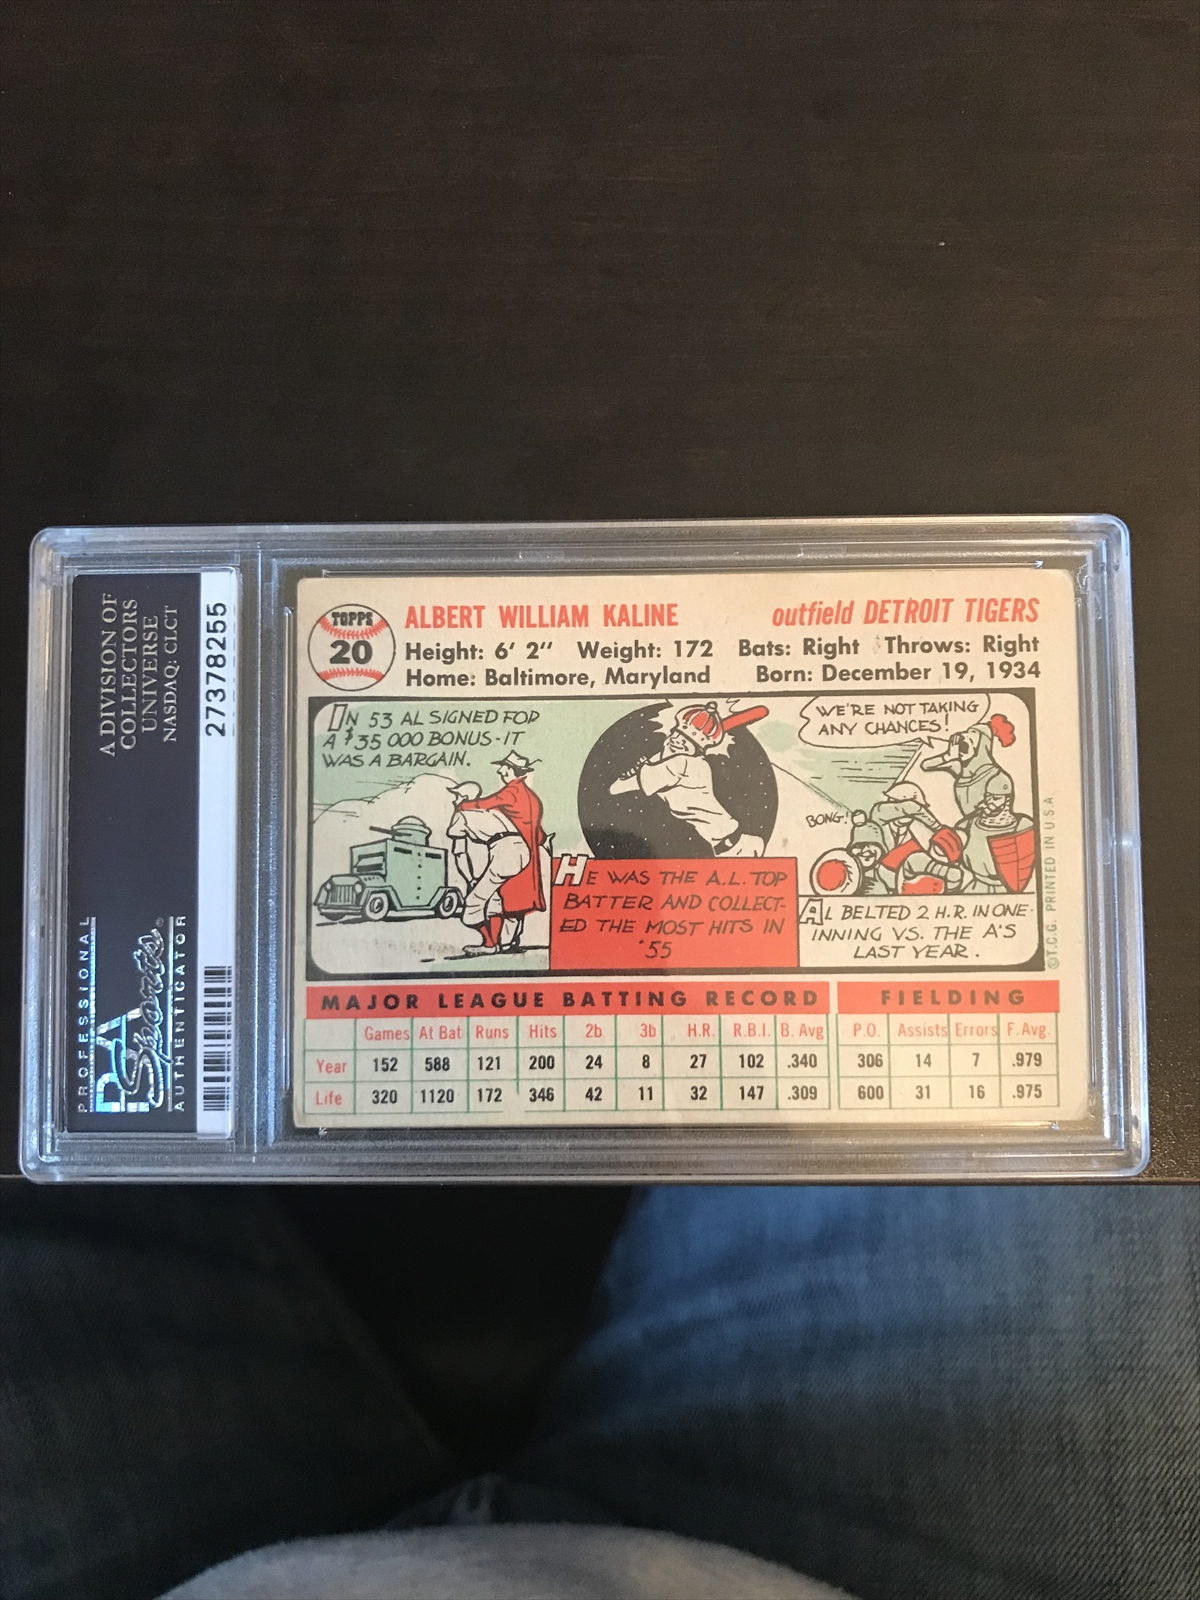 A DIVISION OF
COLLECTORS
UNIVERSE
NASDAQ: CLCT
27378255
PROFESSIONAL
PSA
Sports
AUTHENTICATOR
TOPPS
20
ALBERT WILLIAM KALINE
outfield DETROIT TIGERS
Height: 6' 2" Weight: 172 Bats: Right Throws: Right
Home: Baltimore, Maryland Born: December 19, 1934
IN 53 AL SIGNED FOR
A $35 000 BONUS-IT
WAS A BARGAIN.
HE WAS THE A.L. TOP
BATTER AND COLLECT-
ED THE MOST HITS IN
'55
WE'RE NOT TAKING
ANY CHANCES!
BONG!
AL BELTED 2 H.R. IN ONE
INNING VS. THE A'S
LAST YEAR.
©T.C.G. PRINTED IN U.S.A.
MAJOR LEAGUE BATTING RECORD FIELDING
Games At Bat Runs Hits 2b 3b H.R. R.B.I. B. Avg P.O. Assists Errors F. Avg.
Year 152 588 121 200 24 8 27 102 .340 306 14 7 .979
Life 320 1120 172 346 42 11 32 147 .309 600 31 16 .975